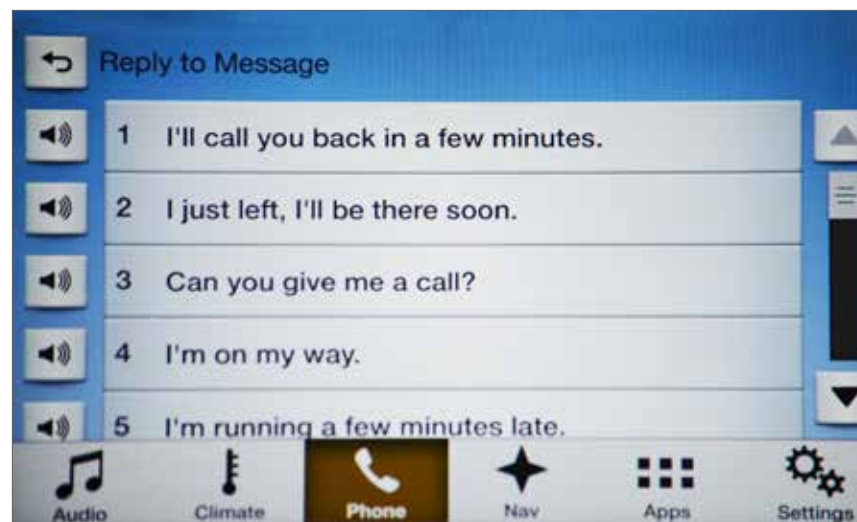 Reply to Message
1 I'll call you back in a few minutes.
2 I just left, I'll be there soon.
3 Can you give me a call?
4 I'm on my way.
5 I'm running a few minutes late.
Audio Climate Phone Nav Apps Settings